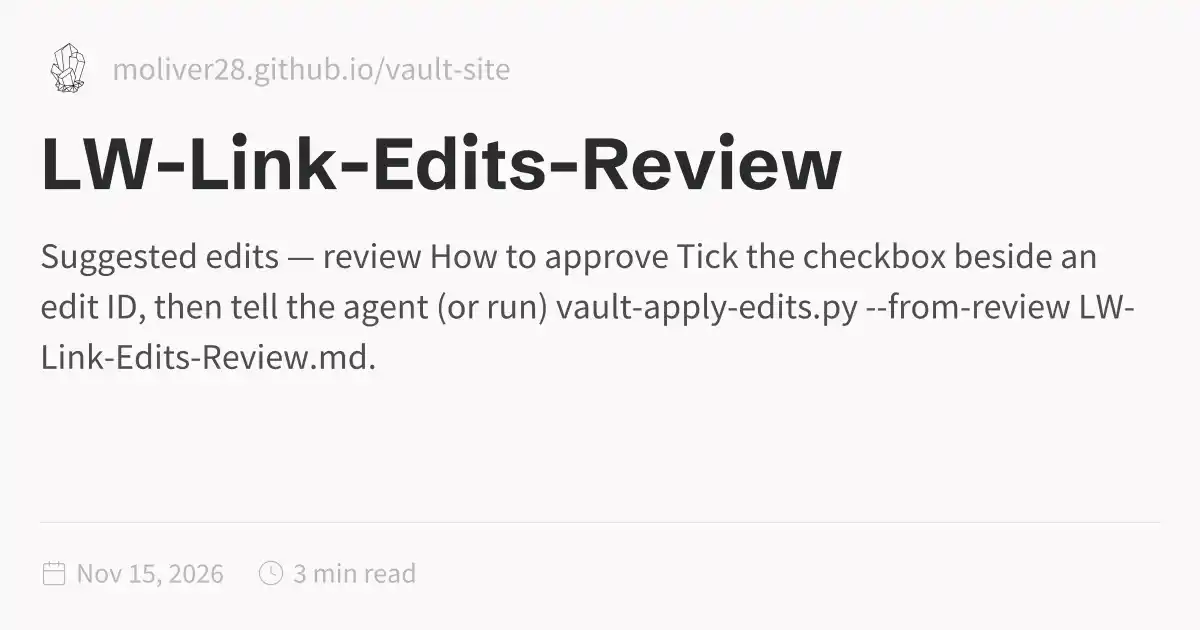 moliver28.github.io/vault-site
LW-Link-Edits-Review
Suggested edits — review How to approve Tick the checkbox beside an
edit ID, then tell the agent (or run) vault-apply-edits.py --from-review LW-
Link-Edits-Review.md.
Nov 15, 2026
3 min read